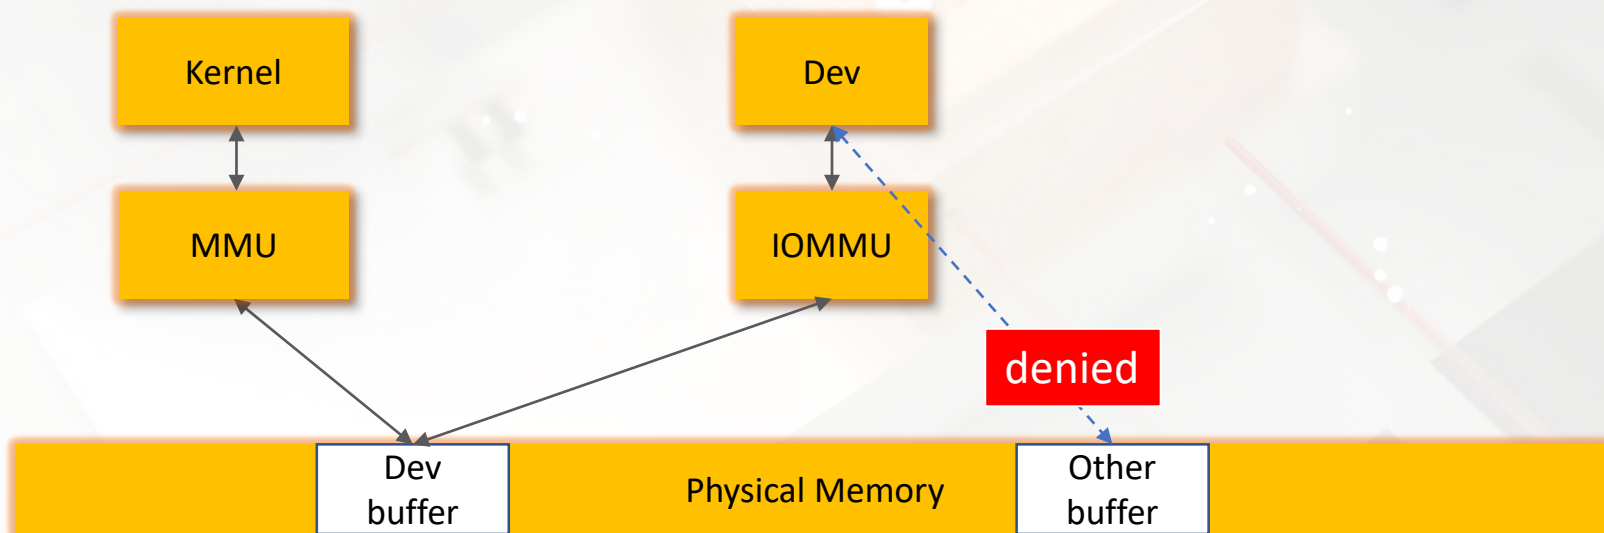 Kernel
Dev
MMU
IOMMU
denied
Dev
buffer
Physical Memory
Other
buffer